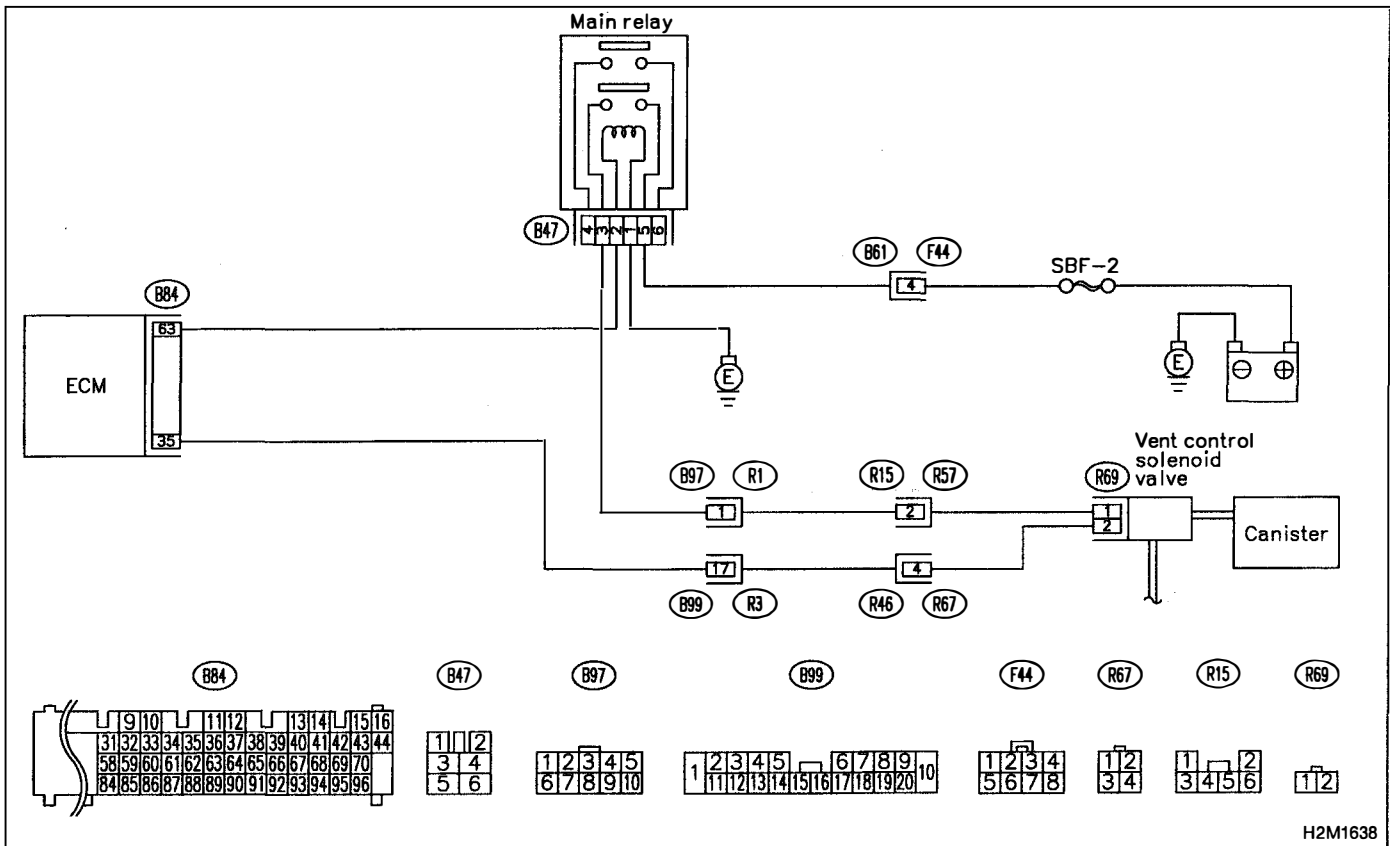 Main relay
B47
4 3 2 1 5 6
B61 F44
SBF-2
4
B84
63
ECM
35
E
E
⊖ ⊕
Vent control
solenoid
valve
B97 R1
R15 R57
R69
1
2
1
2
Canister
17
4
B99 R3
R46 R67
B84
B47
B97
B99
F44
R67
R15
R69
9 10 11 12 13 14 15 16
31 32 33 34 35 36 37 38 39 40 41 42 43 44
58 59 60 61 62 63 64 65 66 67 68 69 70
84 85 86 87 88 89 90 91 92 93 94 95 96
1 2
3 4
5 6
1 2 3 4 5
6 7 8 9 10
1 2 3 4 5 6 7 8 9 10
11 12 13 14 15 16 17 18 19 20
1 2 3 4
5 6 7 8
1 2
3 4
1 2
3 4 5 6
1 2
H2M1638